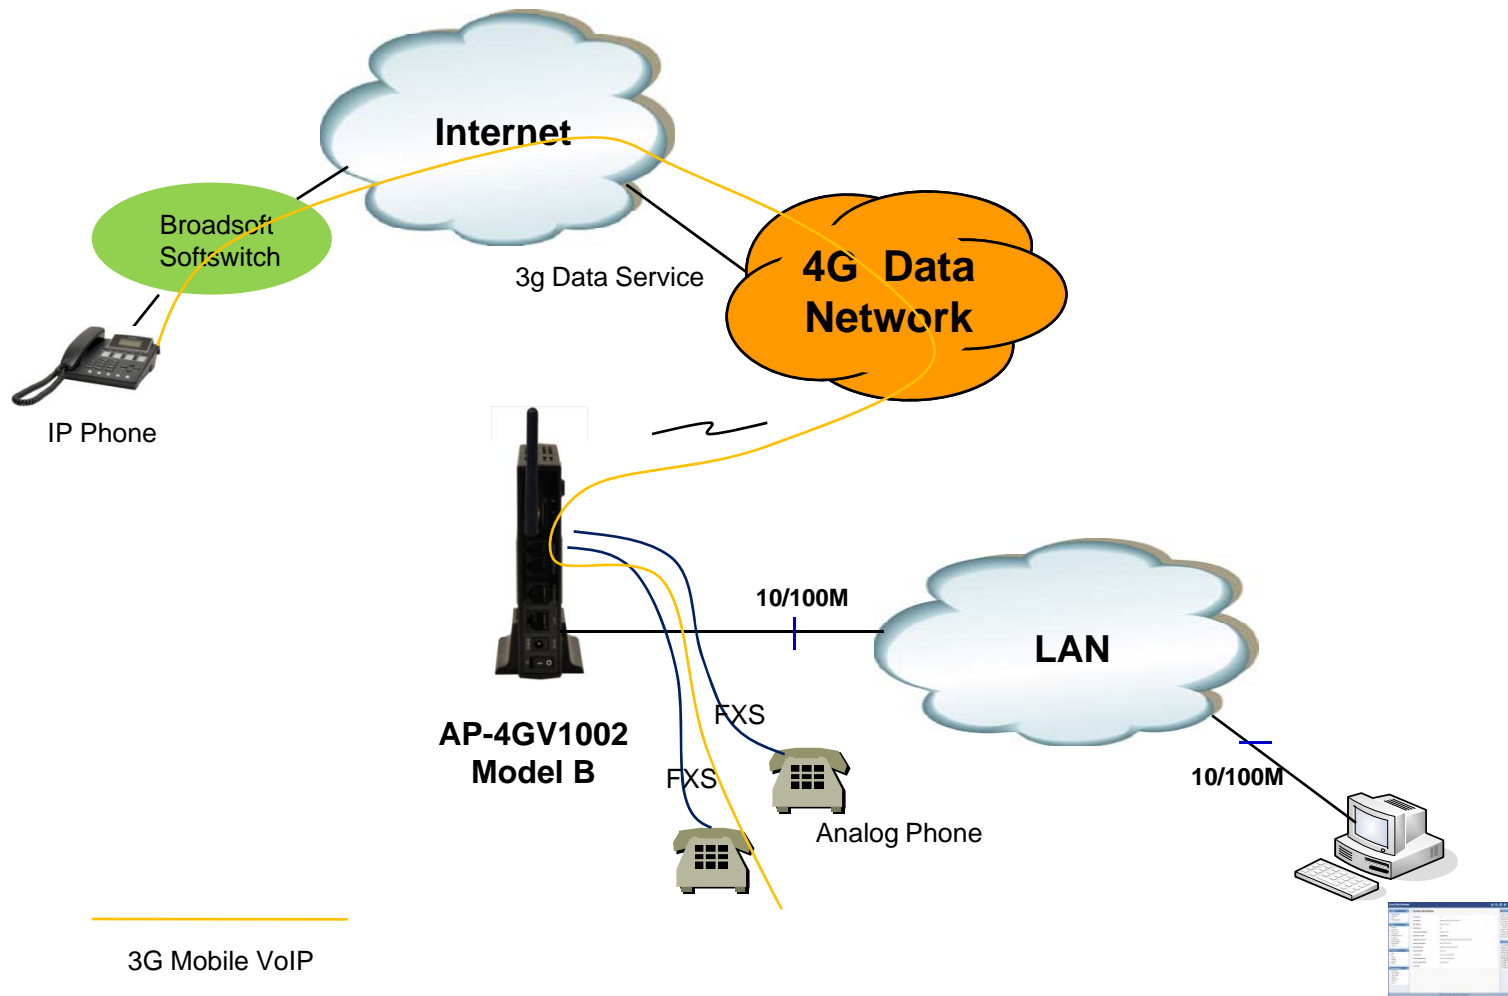 Internet
Broadsoft
Softswitch
3g Data Service
4G Data
Network
IP Phone
10/100M
LAN
AP-4GV1002
Model B
FXS
FXS
10/100M
Analog Phone
3G Mobile VoIP